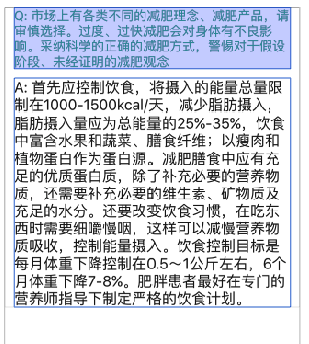 Q: 市场上有各类不同的减肥理念、减肥产品，请
审慎选择。过度、过快减肥会对身体有不良影
响。采纳科学的正确的减肥方式，警惕对于假设
阶段、未经证明的减肥观念
A: 首先应控制饮食，将摄入的能量总量限
制在1000-1500kcal/天，减少脂肪摄入，
脂肪摄入量应为总能量的25%-35%，饮食
中富含水果和蔬菜、膳食纤维；以瘦肉和
植物蛋白作为蛋白源。减肥膳食中应有充
足的优质蛋白质，除了补充必要的营养物
质，还需要补充必要的维生素、矿物质及
充足的水分。还要改变饮食习惯，在吃东
西时需要细嚼慢咽，这样可以减慢营养物
质吸收，控制能量摄入。饮食控制目标是
每月体重下降控制在0.5～1公斤左右，6个
月体重下降7-8%。肥胖患者最好在专门的
营养师指导下制定严格的饮食计划。